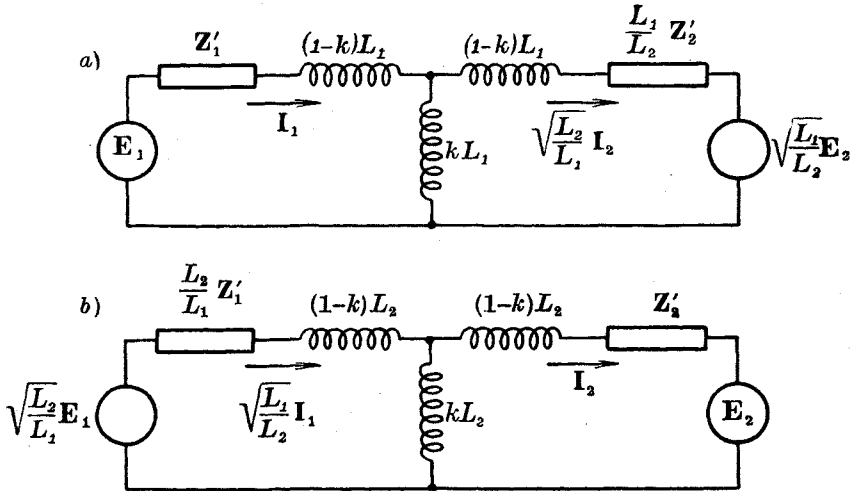 a)
Z′₁
(1-k)L₁
(1-k)L₁
L₁/L₂ Z′₂
E₁
I₁
kL₁
√(L₂/L₁) I₂
√(L₁/L₂) E₂
b)
L₂/L₁ Z′₁
(1-k)L₂
(1-k)L₂
Z′₂
√(L₂/L₁) E₁
√(L₁/L₂) I₁
kL₂
I₂
E₂